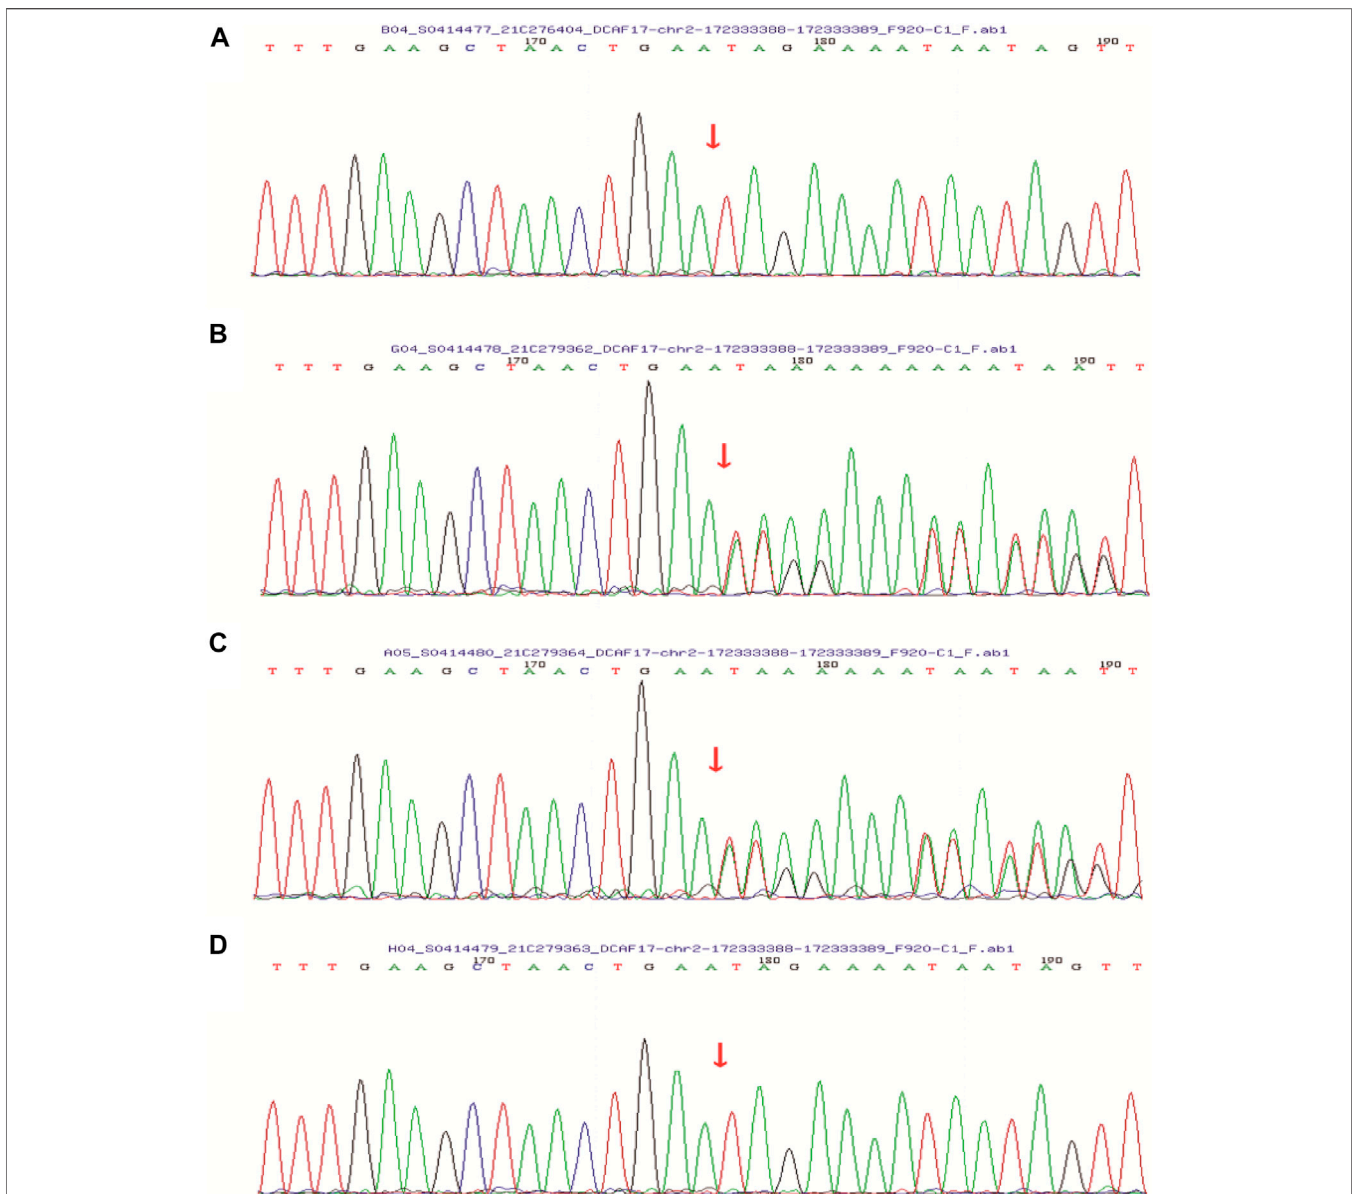 A
B04_S0414477_21C276404_DCAF17-chr2-172333388-172333389_F920-C1_F.ab1
170 180 190
T T T G A A G C T A A C T G A A T A G A A A A T A A T A G T T
B
G04_S0414478_21C279362_DCAF17-chr2-172333388-172333389_F920-C1_F.ab1
170 180 190
T T T G A A G C T A A C T G A A T A A A A A A A A A T A A T T
C
A05_S0414480_21C279364_DCAF17-chr2-172333388-172333389_F920-C1_F.ab1
170 180 190
T T T G A A G C T A A C T G A A T A A A A A A T A A T A A T T
D
H04_S0414479_21C279363_DCAF17-chr2-172333388-172333389_F920-C1_F.ab1
170 180 190
T T T G A A G C T A A C T G A A T A G A A A A T A A T A G T T